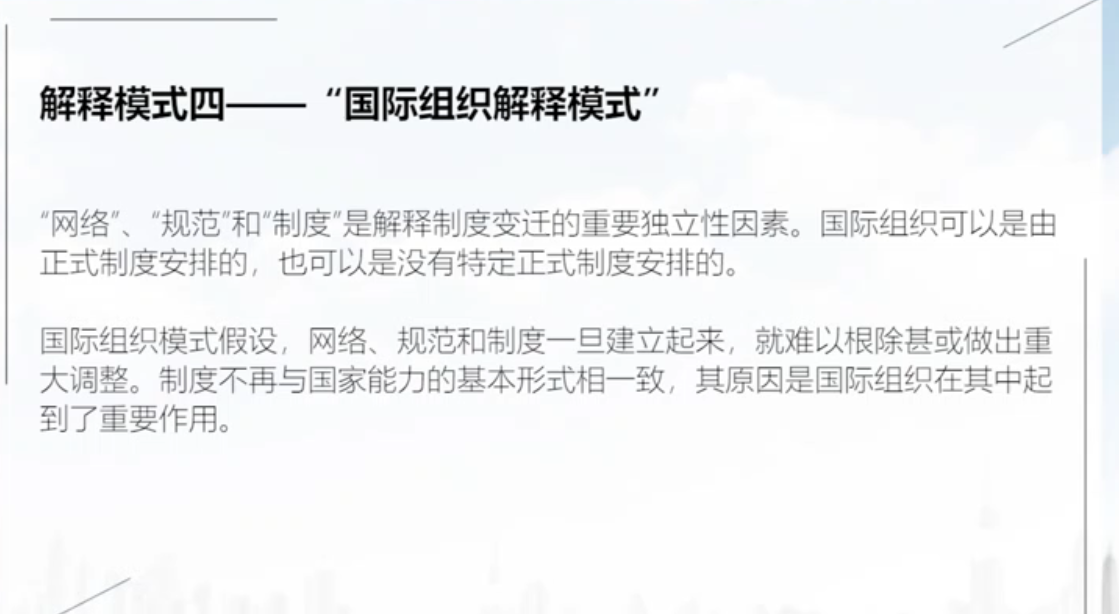 解释模式四——“国际组织解释模式”
“网络”、“规范”和“制度”是解释制度变迁的重要独立性因素。国际组织可以是由
正式制度安排的，也可以是没有特定正式制度安排的。
国际组织模式假设，网络、规范和制度一旦建立起来，就难以根除甚或做出重
大调整。制度不再与国家能力的基本形式相一致，其原因是国际组织在其中起
到了重要作用。